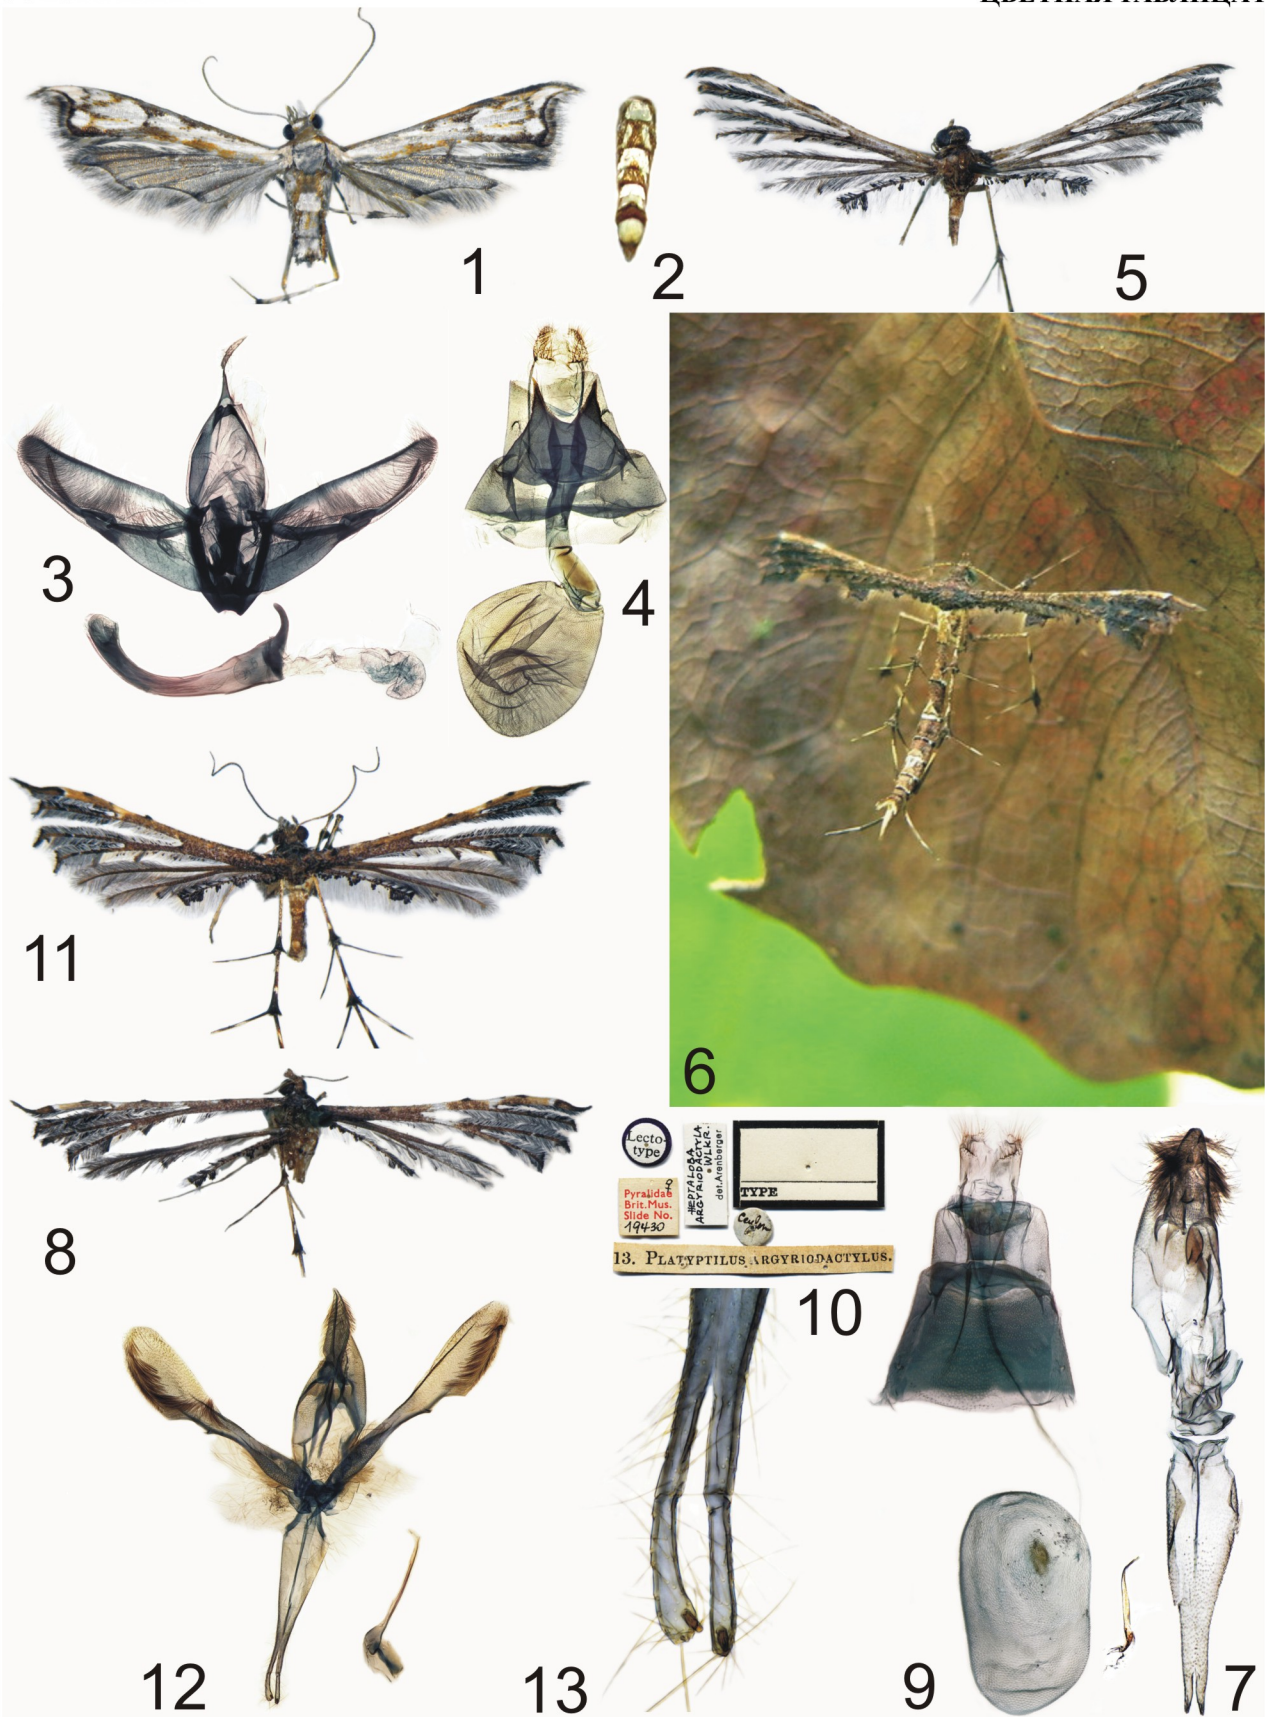 ЦВЕТНАЯ ТАБЛИЦА 1
1
2
5
3
4
11
6
8
Lecto-
type
HEPTALOBA
ARGYRIODACTYLA
WLKR.
det. Arenberger
TYPE
♀
Pyralidae
Brit.Mus.
Slide No.
19430
Ceylon
13. PLATYPTILUS ARGYRIODACTYLUS.
10
12
13
9
7